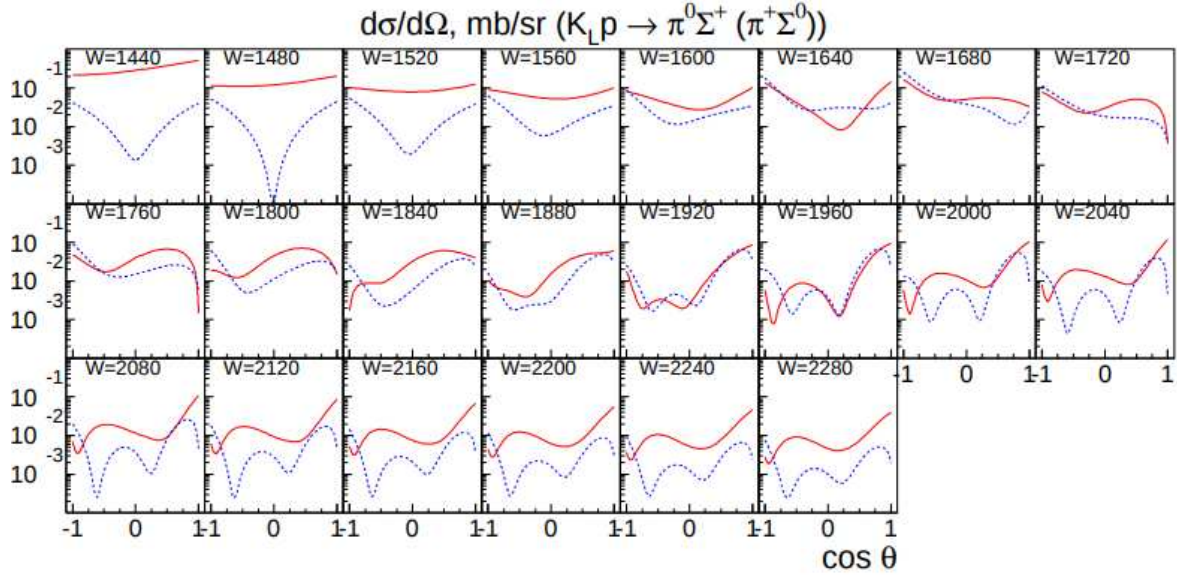 dσ/dΩ, mb/sr (K_L p → π⁰Σ⁺ (π⁺Σ⁰))
W=1440 W=1480 W=1520 W=1560 W=1600 W=1640 W=1680 W=1720
10⁻¹
10⁻²
10⁻³
W=1760 W=1800 W=1840 W=1880 W=1920 W=1960 W=2000 W=2040
10⁻¹
10⁻²
10⁻³
-1 0 1-1 0 1
W=2080 W=2120 W=2160 W=2200 W=2240 W=2280
10⁻¹
10⁻²
10⁻³
-1 0 1-1 0 1-1 0 1-1 0 1-1 0 1-1 0 1
cos θ